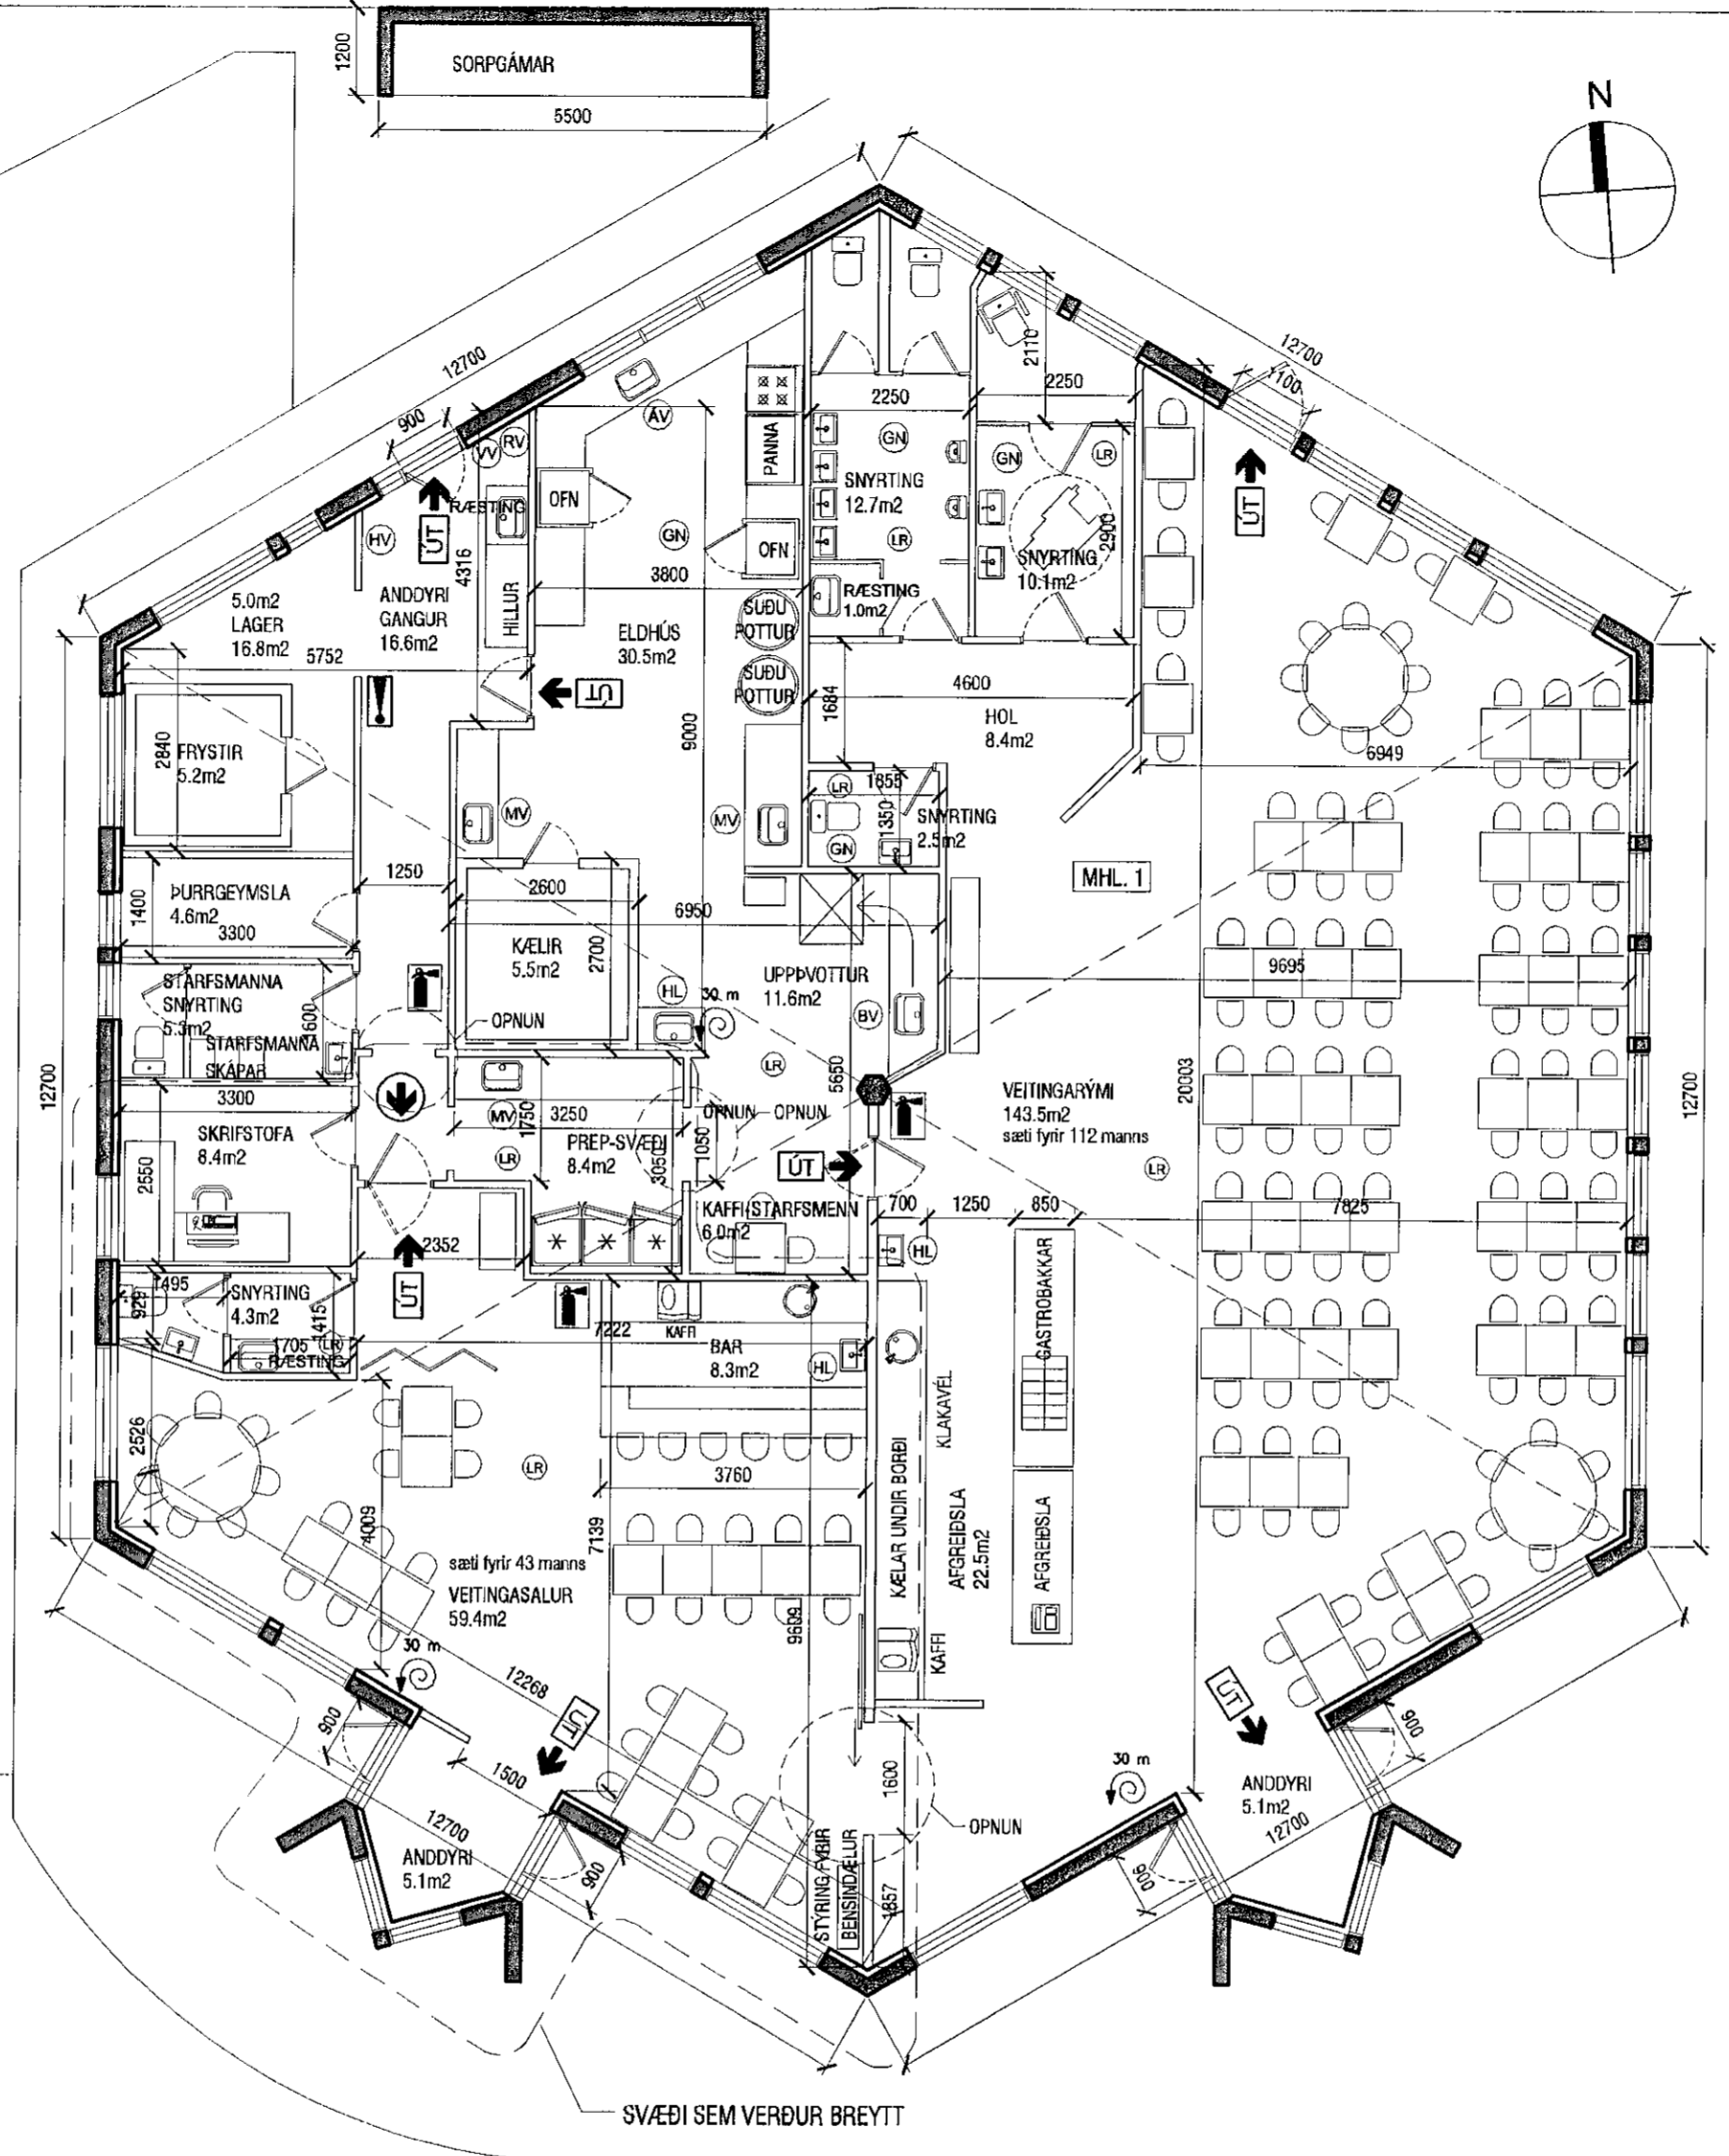 1200
SORPGÁMAR
5500
N
12700
12700
900
1100
2110
2250
2250
VV
RV
ÁV
PANNA
GN
GN
LR
SNYRTING
12.7m2
LR
OFN
OFN
GN
RÆSTING
ÚT
HV
4316
HILLUR
3800
SNYRTING
10.1m2
2900
ÚT
RÆSTING
1.0m2
5.0m2
LAGER
16.8m2
ANDDYRI
GANGUR
16.6m2
5752
ELDHÚS
30.5m2
SUÐU
POTTUR
SUÐU
POTTUR
ÚT
9000
1684
4600
HOL
8.4m2
6949
2840
FRYSTIR
5.2m2
MV
MV
LR
1855
1350
SNYRTING
2.5m2
GN
MHL. 1
1250
2600
6950
1400
ÞURRGEYMSLA
4.6m2
3300
KÆLIR
5.5m2
2700
UPPÞVOTTUR
11.6m2
9695
STARFSMANNA
SNYRTING
5.3m2
1600
STARFSMANNA
SKÁPAR
HL
30 m
BV
OPNUN
LR
5650
12700
3300
MV
1750
3250
OPNUN
OPNUN
1050
VEITINGARÝMI
143.5m2
sæti fyrir 112 manns
20003
12700
SKRIFSTOFA
8.4m2
2550
LR
PREP-SVÆÐI
8.4m2
3050
ÚT
LR
KAFFI STARFSMENN
6.0m2
700
1250
850
7825
2352
ÚT
HL
GASTROBAKKAR
1495
929
SNYRTING
4.3m2
1415
1705
LR
RÆSTING
7222
KAFFI
BAR
8.3m2
HL
KLAKAVÉL
2526
LR
3760
KÆLAR UNDIR BORÐI
AFGREIÐSLA
22.5m2
AFGREIÐSLA
4009
7139
sæti fyrir 43 manns
VEITINGASALUR
59.4m2
9609
KAFFI
30 m
12268
ÚT
ÚT
900
900
1500
1600
30 m
ANDDYRI
5.1m2
12700
12700
OPNUN
ANDDYRI
5.1m2
900
900
STÝRING FYRIR
BENSÍNDÆLUR
1857
SVÆÐI SEM VERÐUR BREYTT